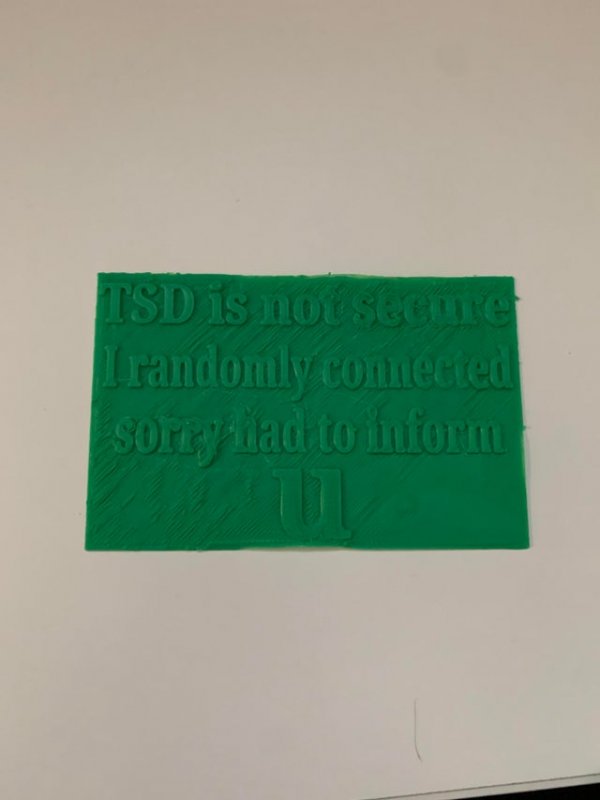 TSD is not secure
I randomly connected
sorry had to inform
u